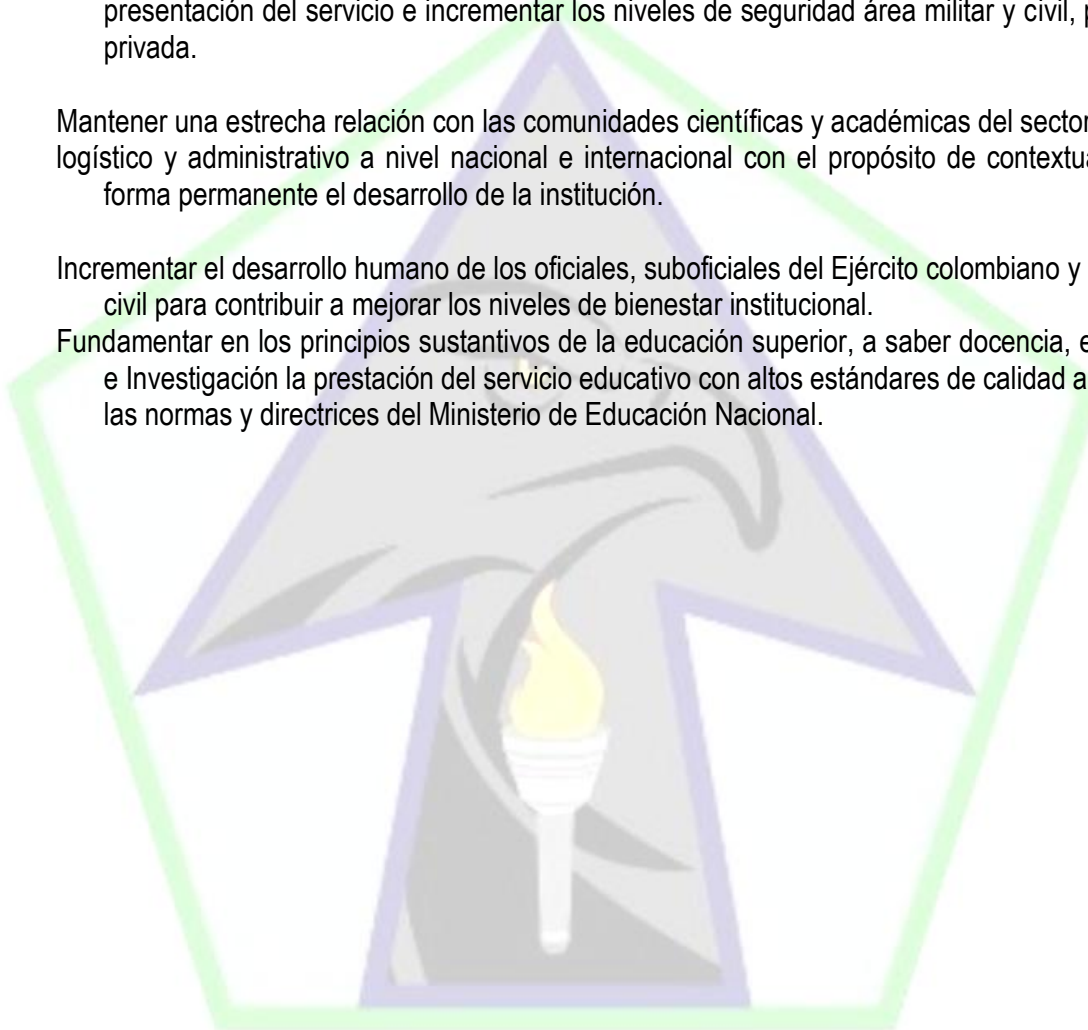 presentación del servicio e incrementar los niveles de seguridad área militar y civil,
privada.
Mantener una estrecha relación con las comunidades científicas y académicas del sector
logístico y administrativo a nivel nacional e internacional con el propósito de
forma permanente el desarrollo de la institución.
Incrementar el desarrollo humano de los oficiales, suboficiales del Ejército colombiano y
civil para contribuir a mejorar los niveles de bienestar institucional.
Fundamentar en los principios sustantivos de la educación superior, a saber docencia,
e Investigación la prestación del servicio educativo con altos estándares de calidad
las normas y directrices del Ministerio de Educación Nacional.